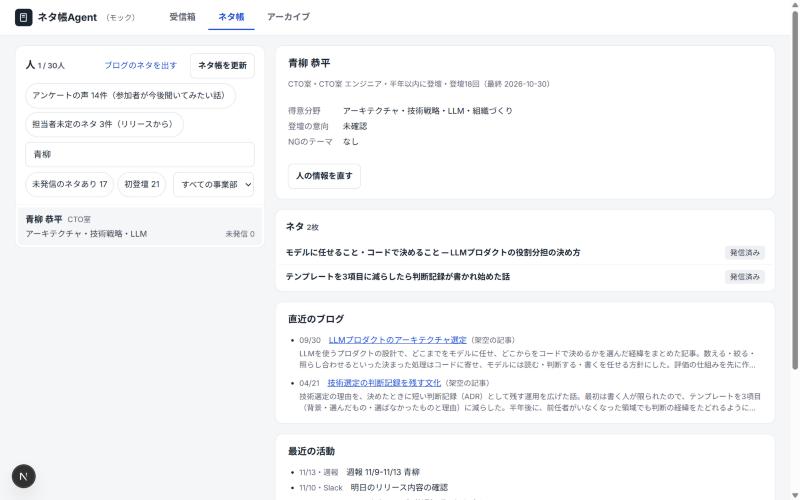 ネタ帳Agent （モック） 受信箱 ネタ帳 アーカイブ
人 1 / 30人 ブログのネタを出す ネタ帳を更新
アンケートの声 14件（参加者が今後聞いてみたい話）
担当者未定のネタ 3件（リリースから）
青柳
未発信のネタあり 17 初登壇 21 すべての事業部
青柳 恭平 CTO室
アーキテクチャ・技術戦略・LLM 未発信 0
青柳 恭平
CTO室・CTO室 エンジニア・半年以内に登壇・登壇18回（最終 2026-10-30）
得意分野 アーキテクチャ・技術戦略・LLM・組織づくり
登壇の意向 未確認
NGのテーマ なし
人の情報を直す
ネタ 2枚
モデルに任せること・コードで決めること — LLMプロダクトの役割分担の決め方 発信済み
テンプレートを3項目に減らしたら判断記録が書かれ始めた話 発信済み
直近のブログ
09/30 LLMプロダクトのアーキテクチャ選定（架空の記事）
LLMを使うプロダクトの設計で、どこまでをモデルに任せ、どこからをコードで決めるかを選んだ経緯をまとめた記事。数える・絞る・
照らし合わせるといった決まった処理はコードに寄せ、モデルには読む・判断する・書くを任せる方針にした。評価の仕組みを先に作...
04/21 技術選定の判断記録を残す文化（架空の記事）
技術選定の理由を、決めたときに短い判断記録（ADR）として残す運用を広げた話。最初は書く人が限られたので、テンプレートを3項目
（背景・選んだもの・選ばなかったものと理由）に減らした。半年後に、前任者がいなくなった領域でも判断の経緯をたどれるように...
最近の活動
11/13・週報 週報 11/9-11/13 青柳
11/10・Slack 明日のリリース内容の確認
N